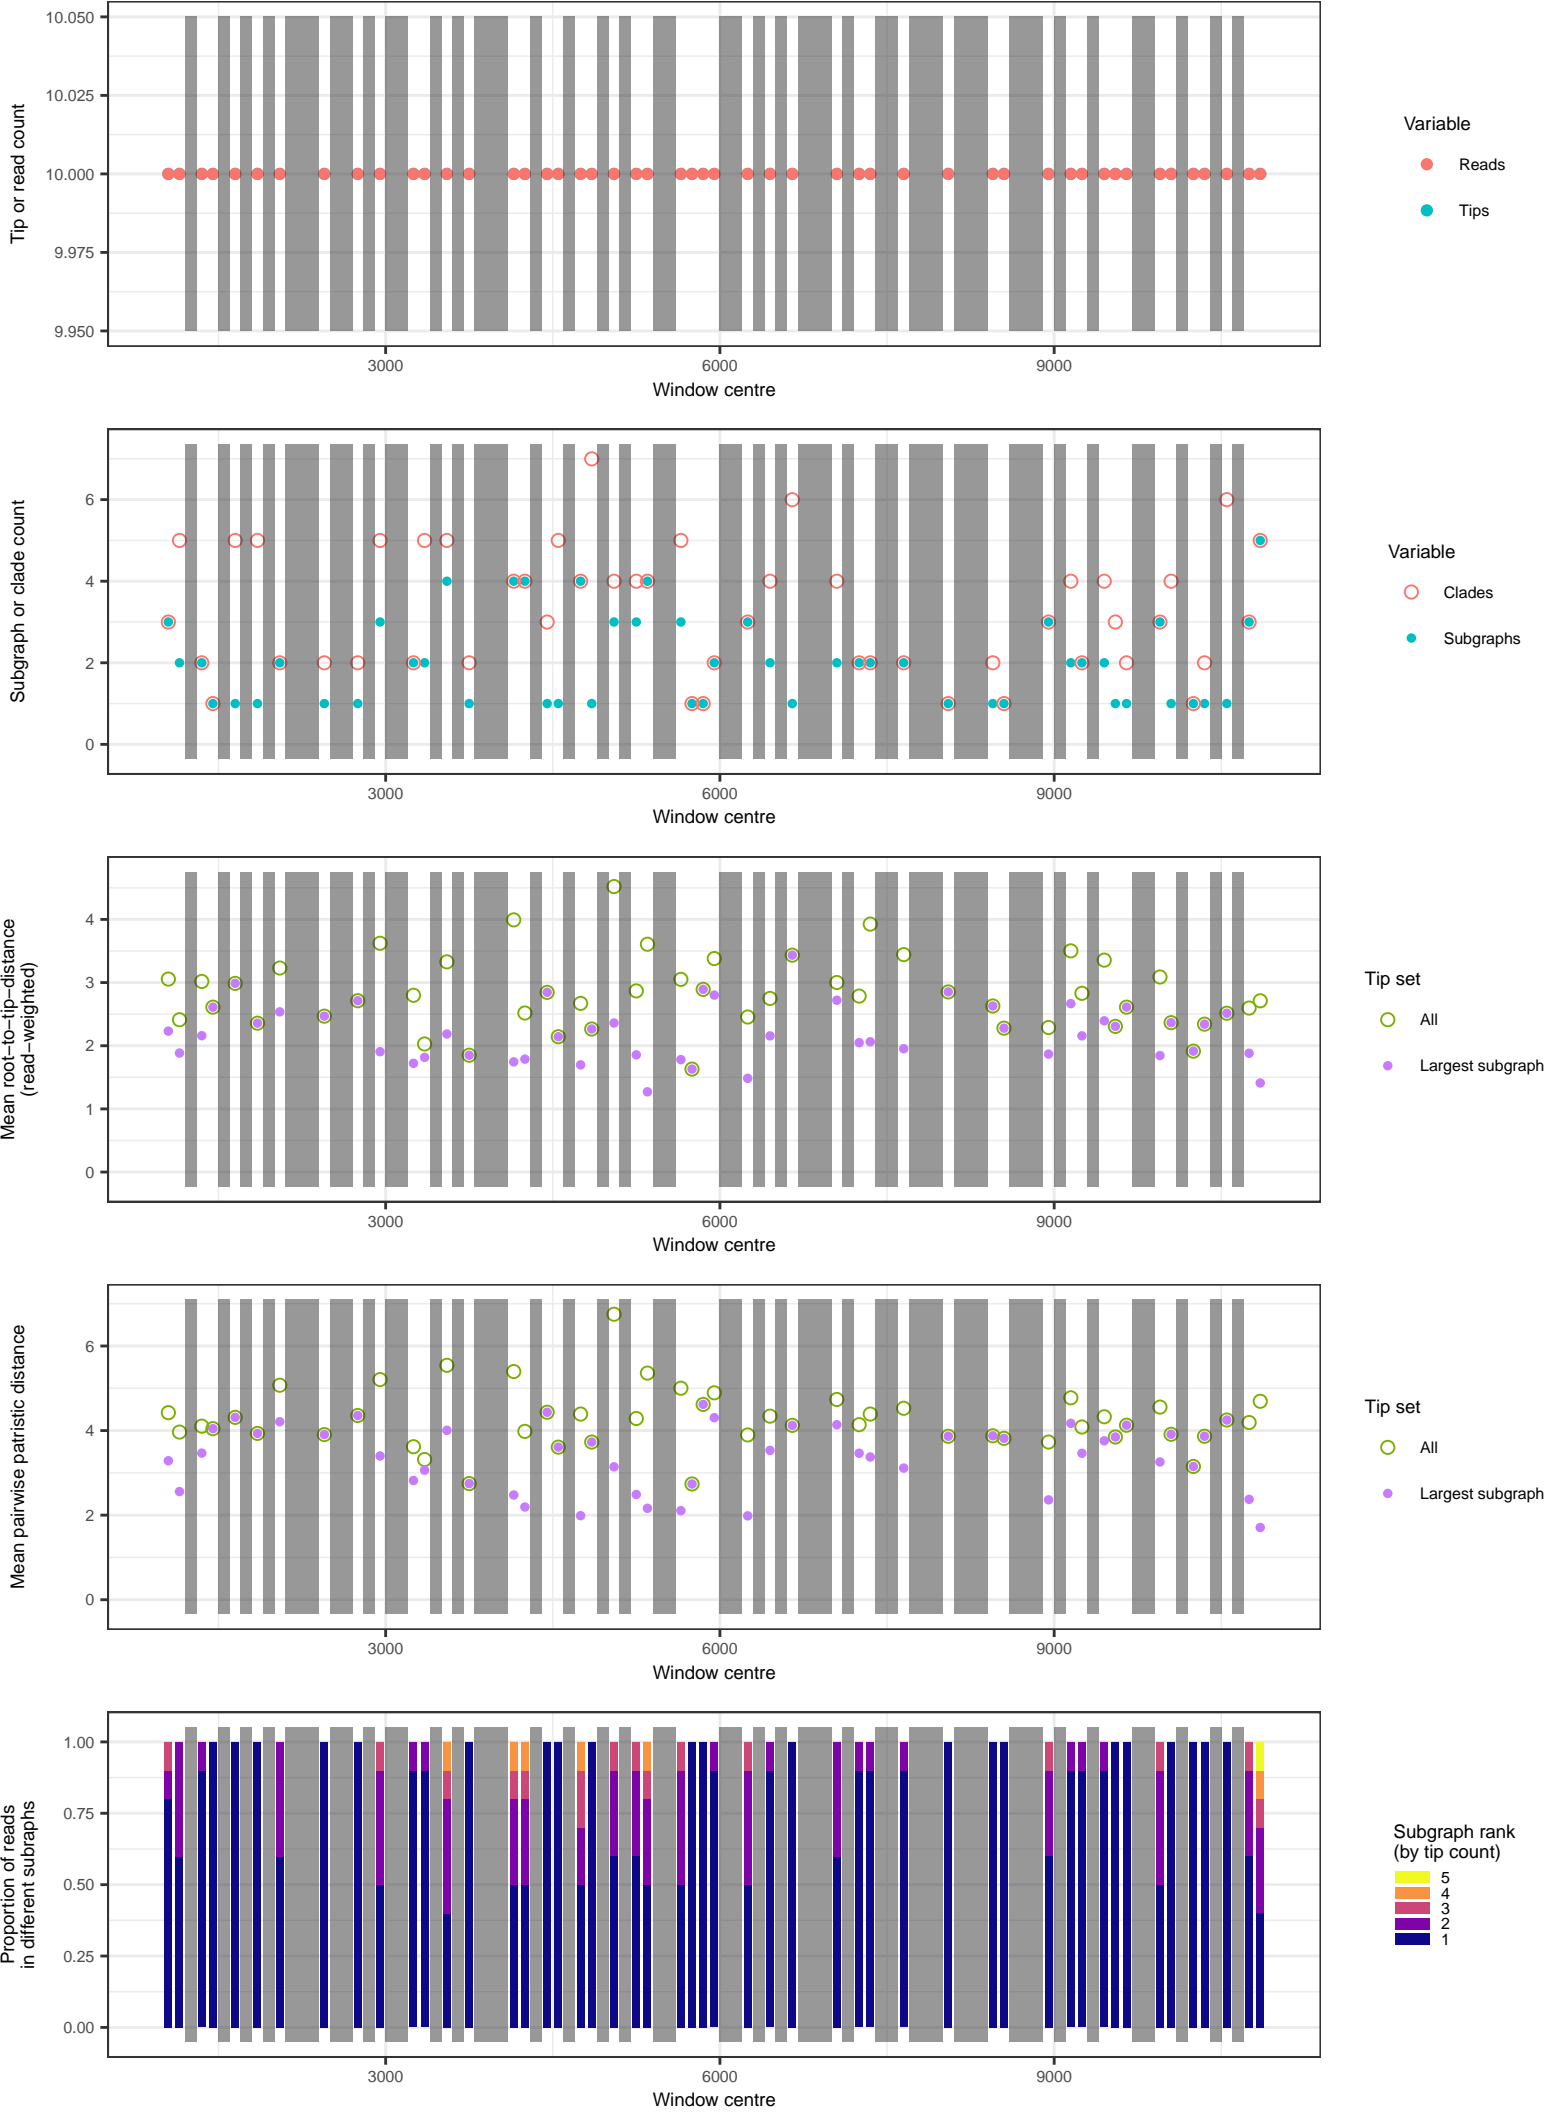 10.050
10.025
10.000
9.975
9.950
Tip or read count
3000
6000
9000
Window centre
Variable
Reads
Tips
6
4
2
0
Subgraph or clade count
3000
6000
9000
Window centre
Variable
Clades
Subgraphs
4
3
2
1
0
Mean root−to−tip−distance
(read−weighted)
3000
6000
9000
Window centre
Tip set
All
Largest subgraph
6
4
2
0
Mean pairwise patristic distance
3000
6000
9000
Window centre
Tip set
All
Largest subgraph
1.00
0.75
0.50
0.25
0.00
Proportion of reads
in different subraphs
3000
6000
9000
Window centre
Subgraph rank
(by tip count)
5
4
3
2
1